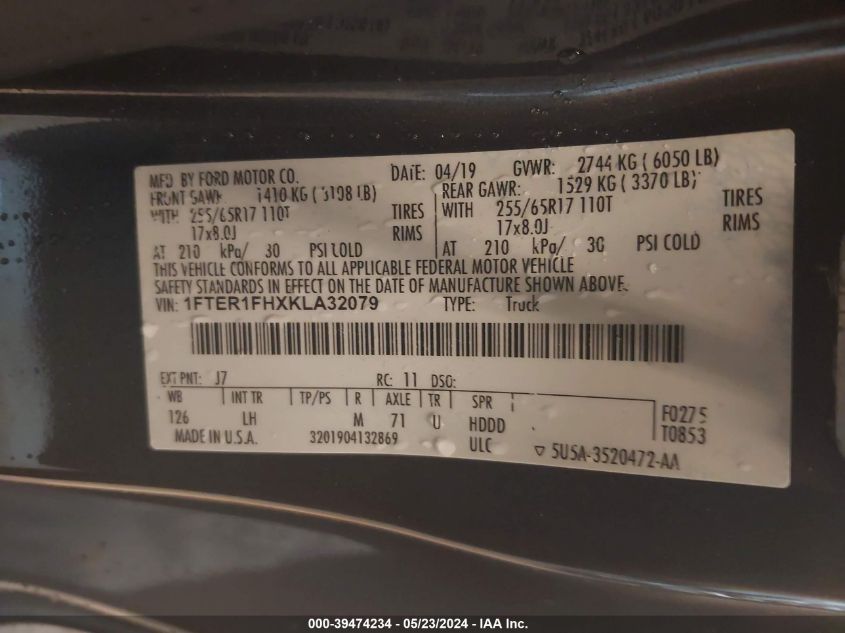 MFD BY FORD MOTOR CO. DATE: 04/19 GVWR: 2744 KG ( 6050 LB)
FRONT GAWR: 1410 KG ( 3108 LB) REAR GAWR: 1529 KG ( 3370 LB)
WITH 255/65R17 110T TIRES WITH 255/65R17 110T TIRES
17x8.0J RIMS 17x8.0J RIMS
AT 210 kPa/ 30 PSI COLD AT 210 kPa/ 30 PSI COLD
THIS VEHICLE CONFORMS TO ALL APPLICABLE FEDERAL MOTOR VEHICLE
SAFETY STANDARDS IN EFFECT ON THE DATE OF MANUFACTURE SHOWN ABOVE.
VIN: 1FTER1FHXKLA32079 TYPE: Truck
EXT PNT: J7 RC: 11 DSO:
WB INT TR TP/PS R AXLE TR SPR
126 LH M 71 U HDDD F0275
MADE IN U.S.A. 3201904132869 ULC T0853
▽ 5U5A-3520472-AA
000-39474234 - 05/23/2024 - IAA Inc.